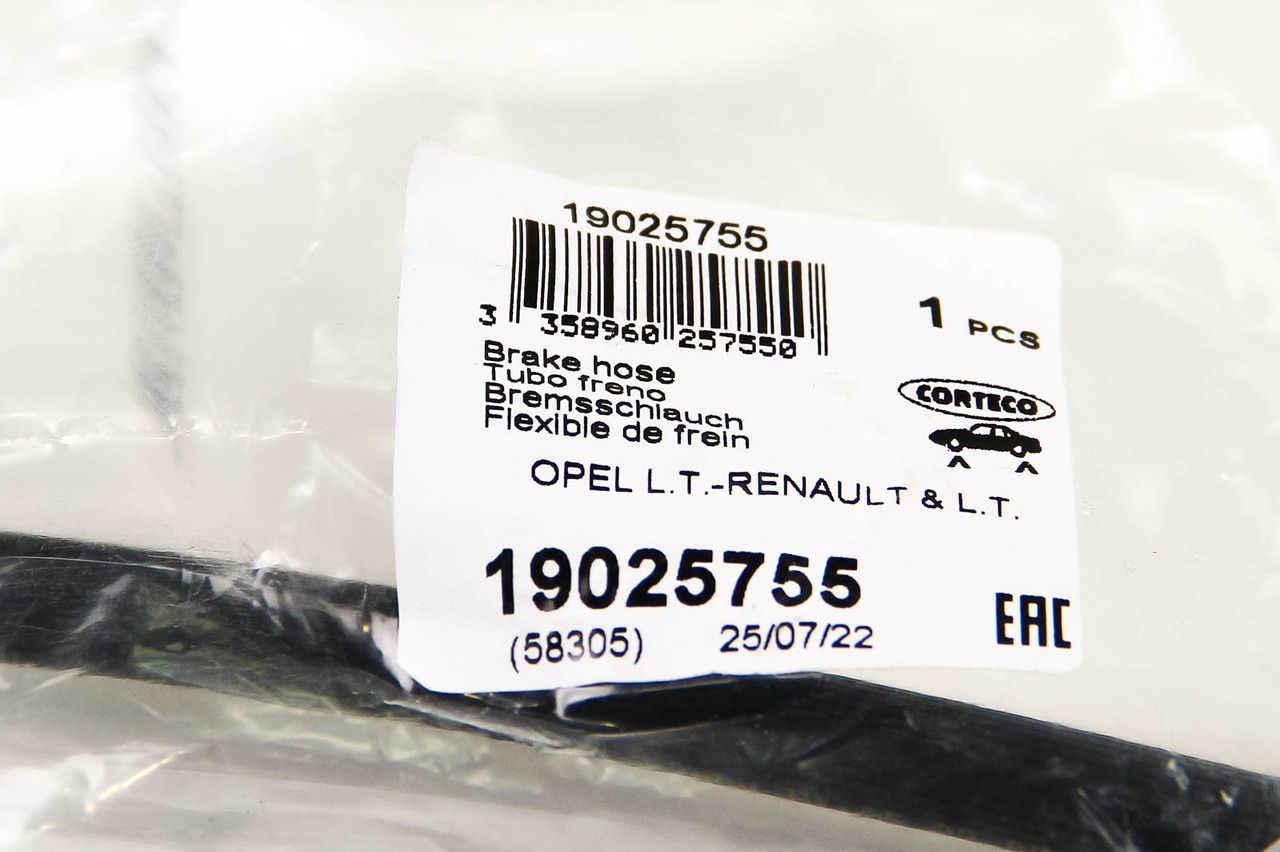 19025755
3 358960 257550
1 PCS
Brake hose
Tubo freno
Bremsschlauch
Flexible de frein
CORTECO
OPEL L.T.-RENAULT & L.T.
19025755
(58305) 25/07/22
EAC